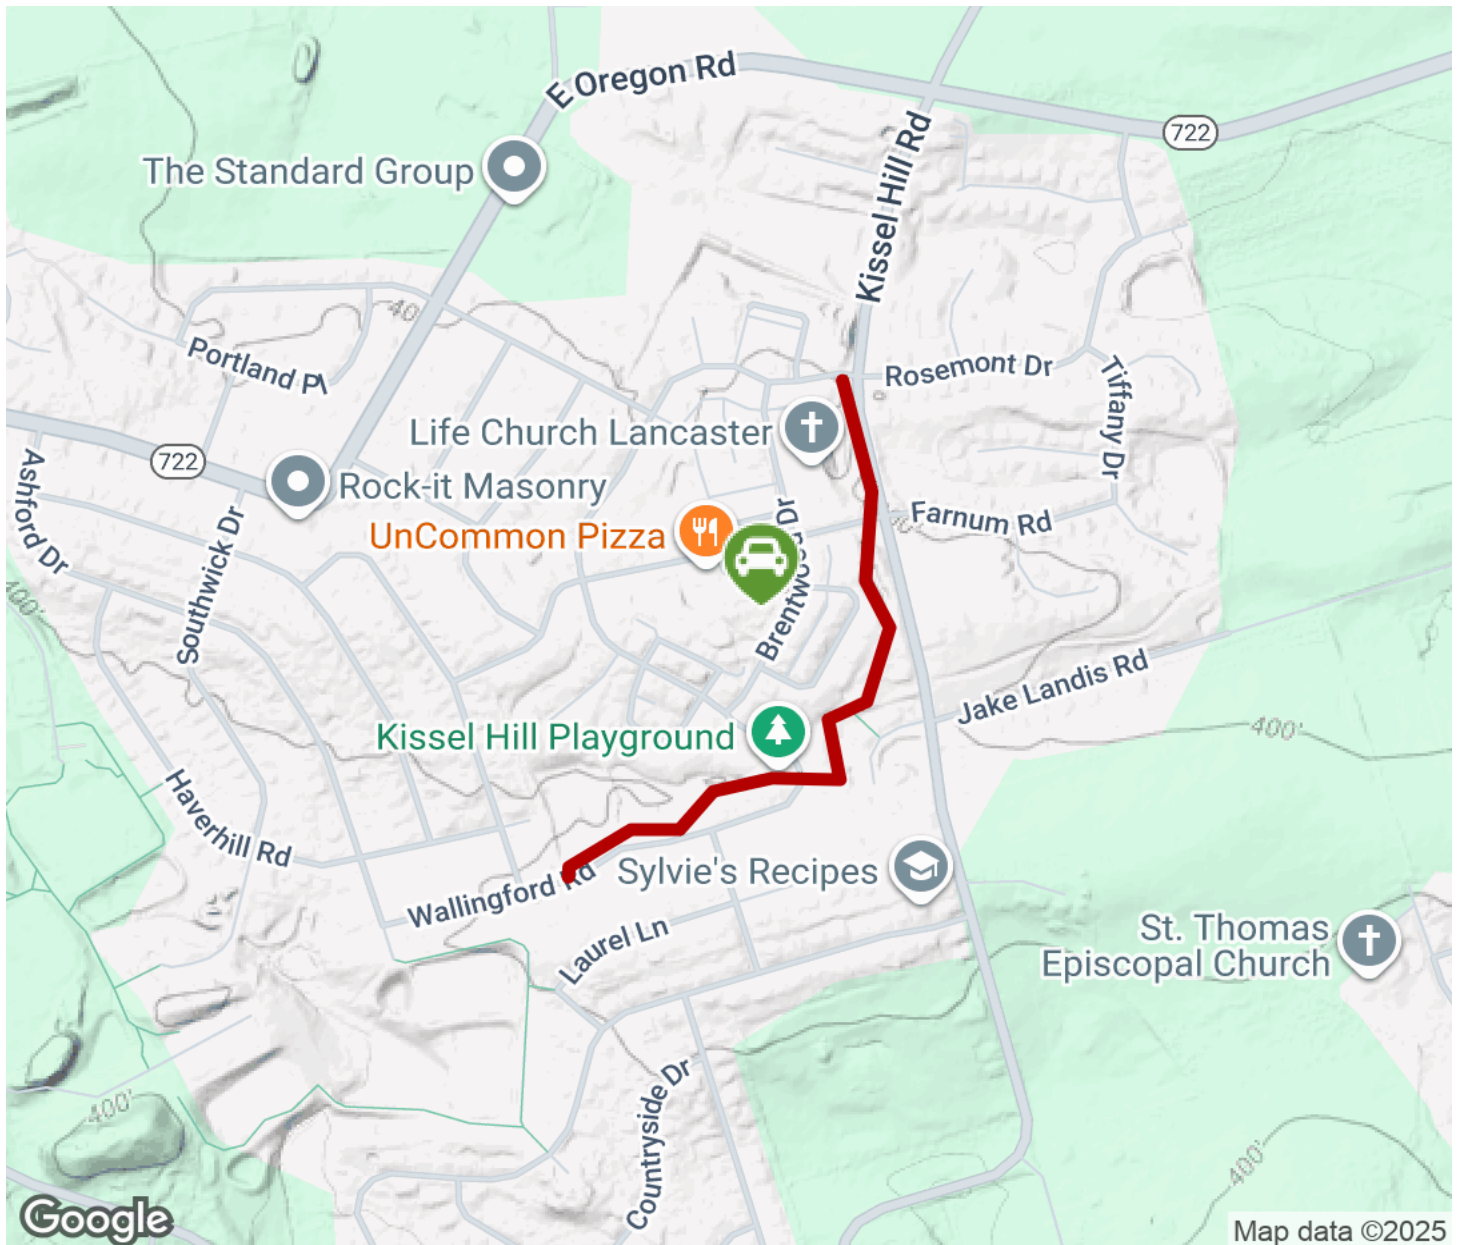 E Oregon Rd
722
The Standard Group
Kissel Hill Rd
40
Portland Pl
Rosemont Dr
Tiffany Dr
Life Church Lancaster
722
Ashford Dr
Rock-it Masonry
Southwick Dr
UnCommon Pizza
Farnum Rd
400'
Jake Landis Rd
Kissel Hill Playground
400'
Haverhill Rd
Wallingford Rd
Sylvie's Recipes
Laurel Ln
St. Thomas
Episcopal Church
Countryside Dr
400'
400'
Google
Map data ©2025